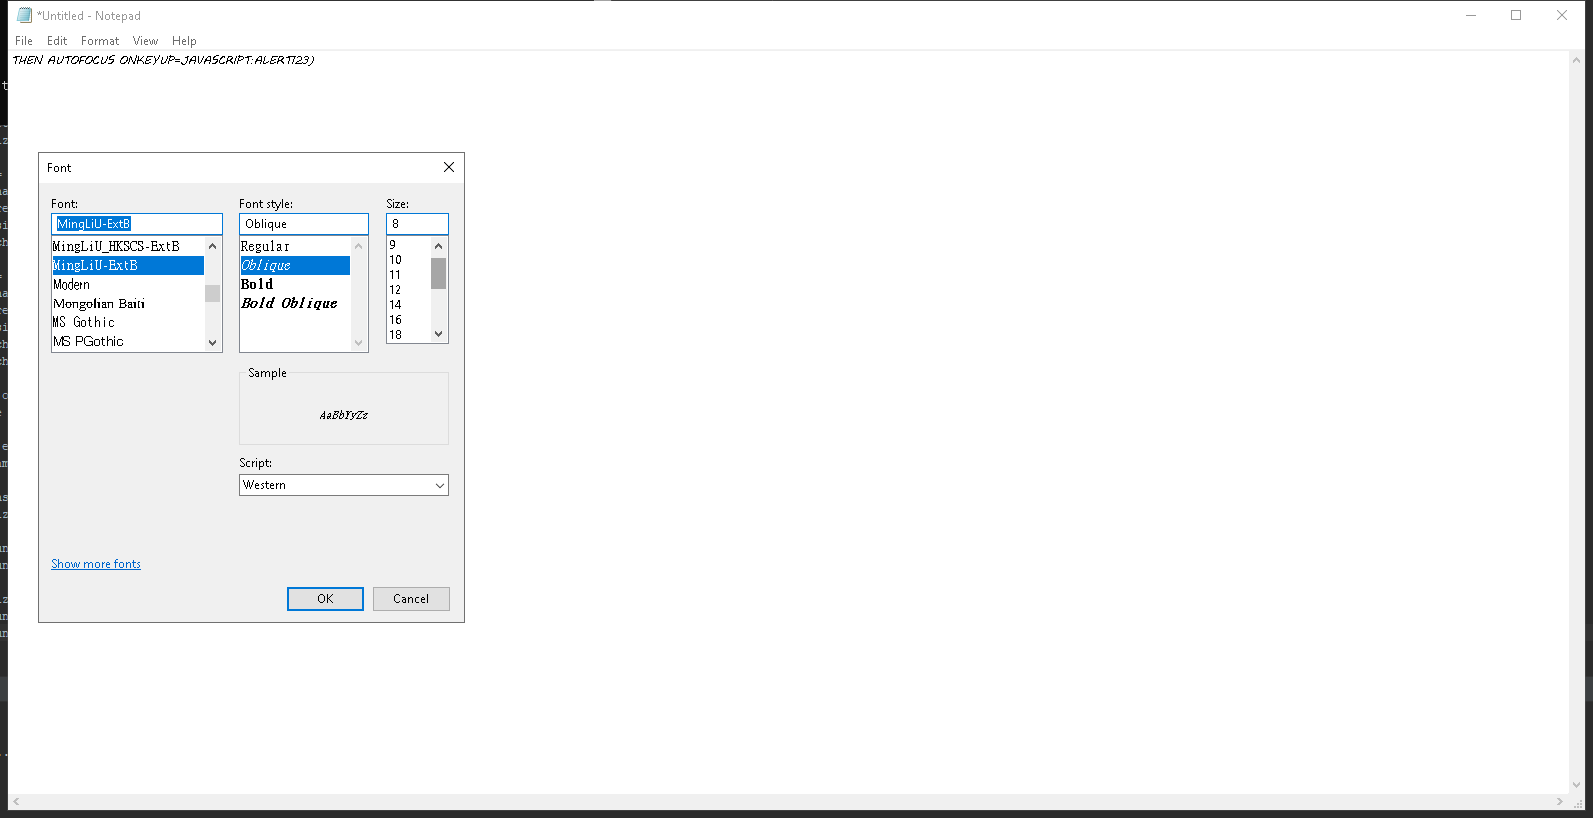 *Untitled - Notepad
File Edit Format View Help
THEN AUTOFOCUS ONKEYUP=JAVASCRIPT:ALERT123)
Font
Font: Font style: Size:
MingLiU-ExtB Oblique 8
MingLiU_HKSCS-ExtB Regular 9
MingLiU-ExtB Oblique 10
Modern Bold 11
Mongolian Baiti Bold Oblique 12
MS Gothic 14
MS PGothic 16
18
Sample
AaBbYyZz
Script:
Western
Show more fonts
OK Cancel